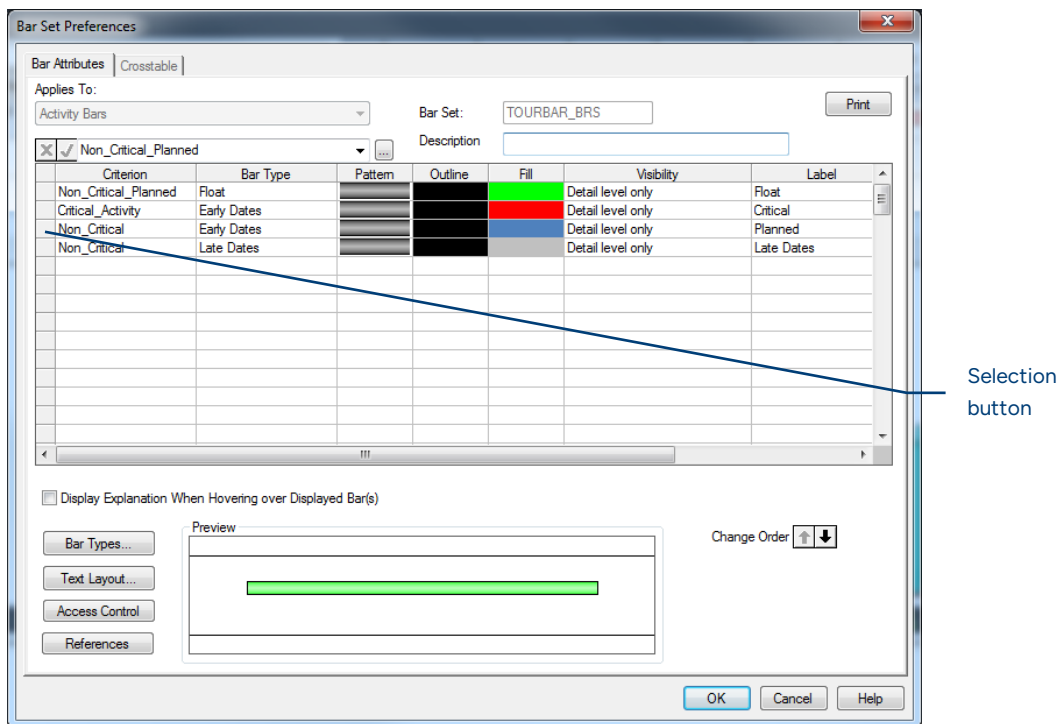 Bar Set Preferences
x
Bar Attributes Crosstable
Applies To:
Activity Bars
Bar Set: TOURBAR_BRS
Print
Non_Critical_Planned ...
Description
Criterion Bar Type Pattern Outline Fill Visibility Label
Non_Critical_Planned Float Detail level only Float
Critical_Activity Early Dates Detail level only Critical
Non_Critical Early Dates Detail level only Planned
Non_Critical Late Dates Detail level only Late Dates
Selection
button
Display Explanation When Hovering over Displayed Bar(s)
Bar Types...
Preview
Change Order
Text Layout...
Access Control
References
OK Cancel Help